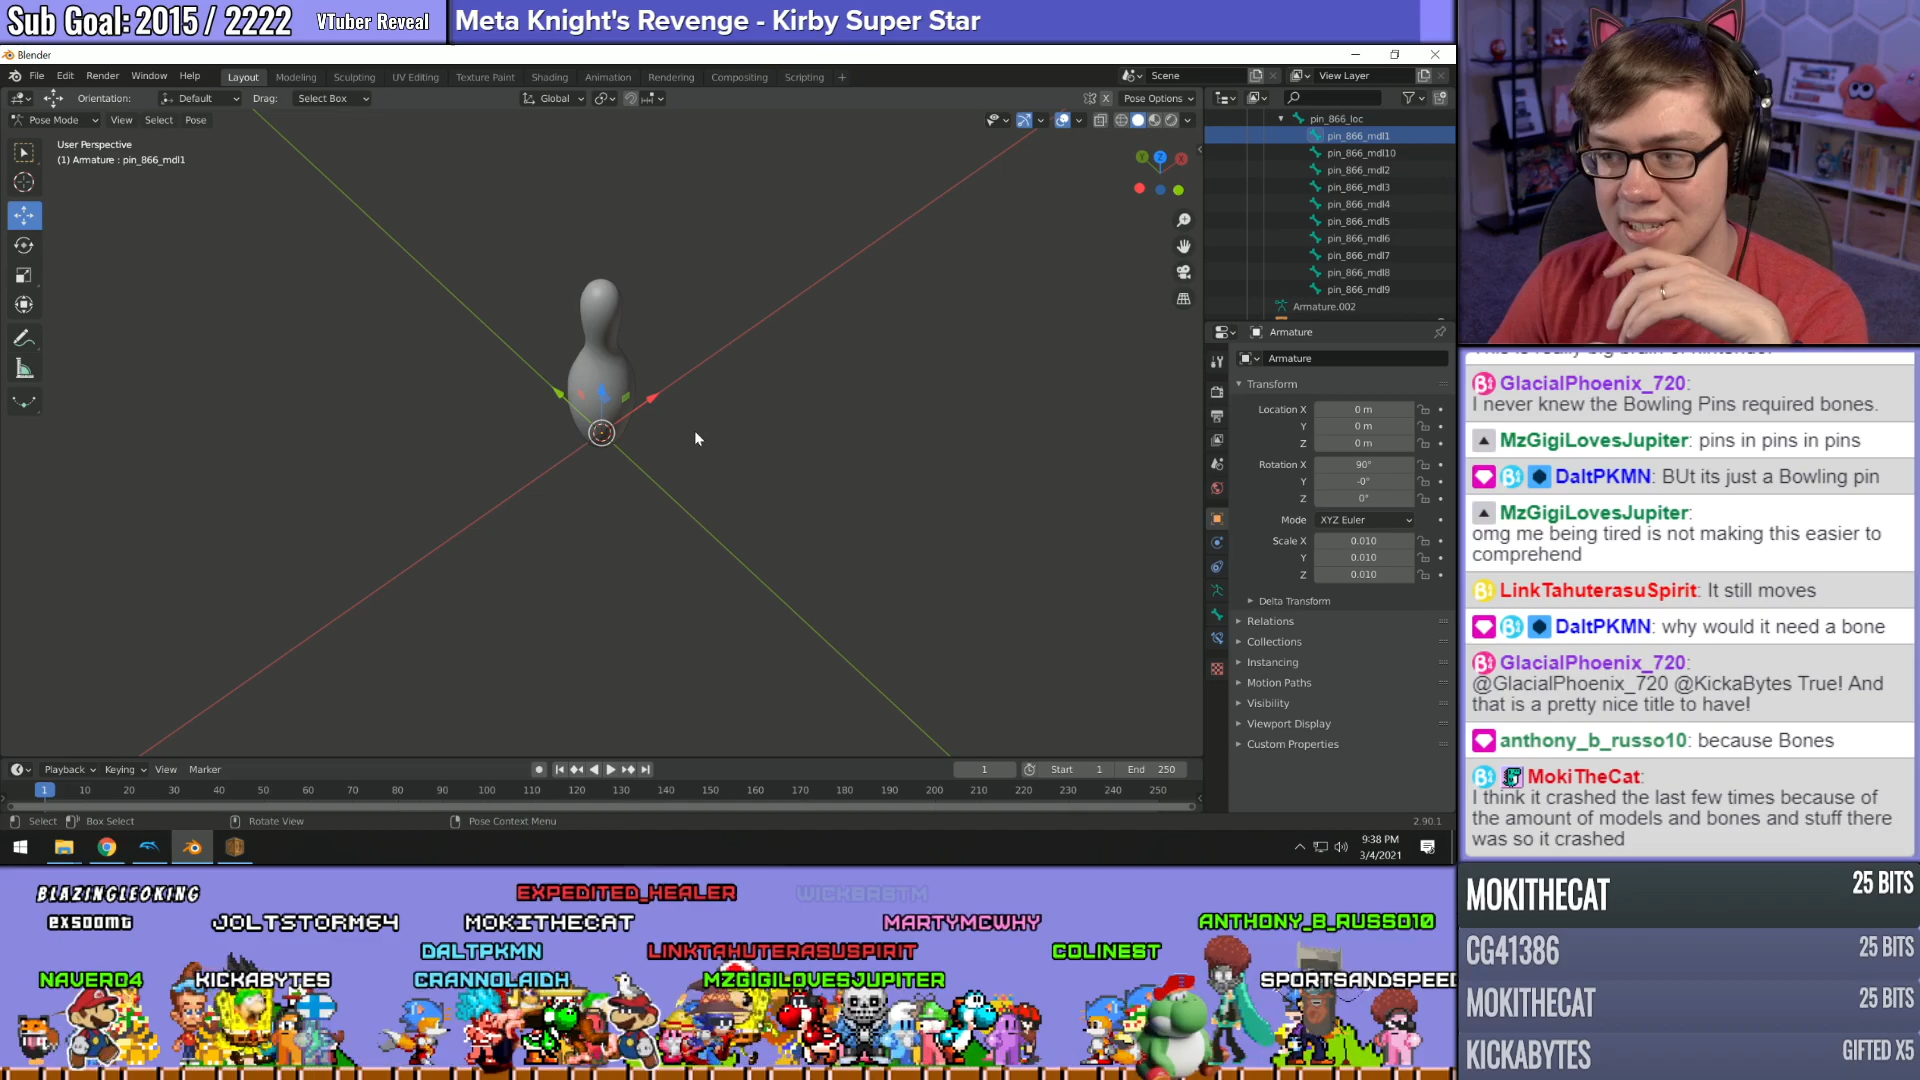 Sub Goal: 2015 / 2222
VTuber Reveal
Meta Knight's Revenge - Kirby Super Star
Blender
File Edit Render Window Help
Layout Modeling Sculpting UV Editing Texture Paint Shading Animation Rendering Compositing Scripting +
Scene
View Layer
Orientation: Default Drag: Select Box
Global
X Pose Options
Pose Mode View Select Pose
User Perspective
(1) Armature : pin_866_mdl1
Y Z X
pin_866_loc
pin_866_mdl1
pin_866_mdl10
pin_866_mdl2
pin_866_mdl3
pin_866_mdl4
pin_866_mdl5
pin_866_mdl6
pin_866_mdl7
pin_866_mdl8
pin_866_mdl9
Armature.002
Armature
Armature
Transform
Location X 0 m
Y 0 m
Z 0 m
Rotation X 90°
Y -0°
Z 0°
Mode XYZ Euler
Scale X 0.010
Y 0.010
Z 0.010
Delta Transform
Relations
Collections
Instancing
Motion Paths
Visibility
Viewport Display
Custom Properties
Playback Keying View Marker
1 Start 1 End 250
1 10 20 30 40 50 60 70 80 90 100 110 120 130 140 150 160 170 180 190 200 210 220 230 240 250
Select Box Select Rotate View Pose Context Menu 2.90.1
9:38 PM
3/4/2021
GlacialPhoenix_720:
I never knew the Bowling Pins required bones.
MzGigiLovesJupiter: pins in pins in pins
DaltPKMN: BUt its just a Bowling pin
MzGigiLovesJupiter:
omg me being tired is not making this easier to
comprehend
LinkTahuterasuSpirit: It still moves
DaltPKMN: why would it need a bone
GlacialPhoenix_720:
@GlacialPhoenix_720 @KickaBytes True! And
that is a pretty nice title to have!
anthony_b_russo10: because Bones
MokiTheCat:
I think it crashed the last few times because of
the amount of models and bones and stuff there
was so it crashed
MOKITHECAT 25 BITS
CG41386 25 BITS
MOKITHECAT 25 BITS
KICKABYTES GIFTED X5
BLAZINGLEOKING
EXPEDITED_HEALER
WICKBRBTM
EXSOOMT
JOLTSTORM64
MOKITHECAT
MARTYMCWHY
ANTHONY_B_RUSSO10
DALTPKMN
LINKTAHUTERASUSPIRIT
COLINEST
NAVERO4
KICKABYTES
CRANNOLAIDH
MZGIGILOVESJUPITER
SPORTSANDSPEED